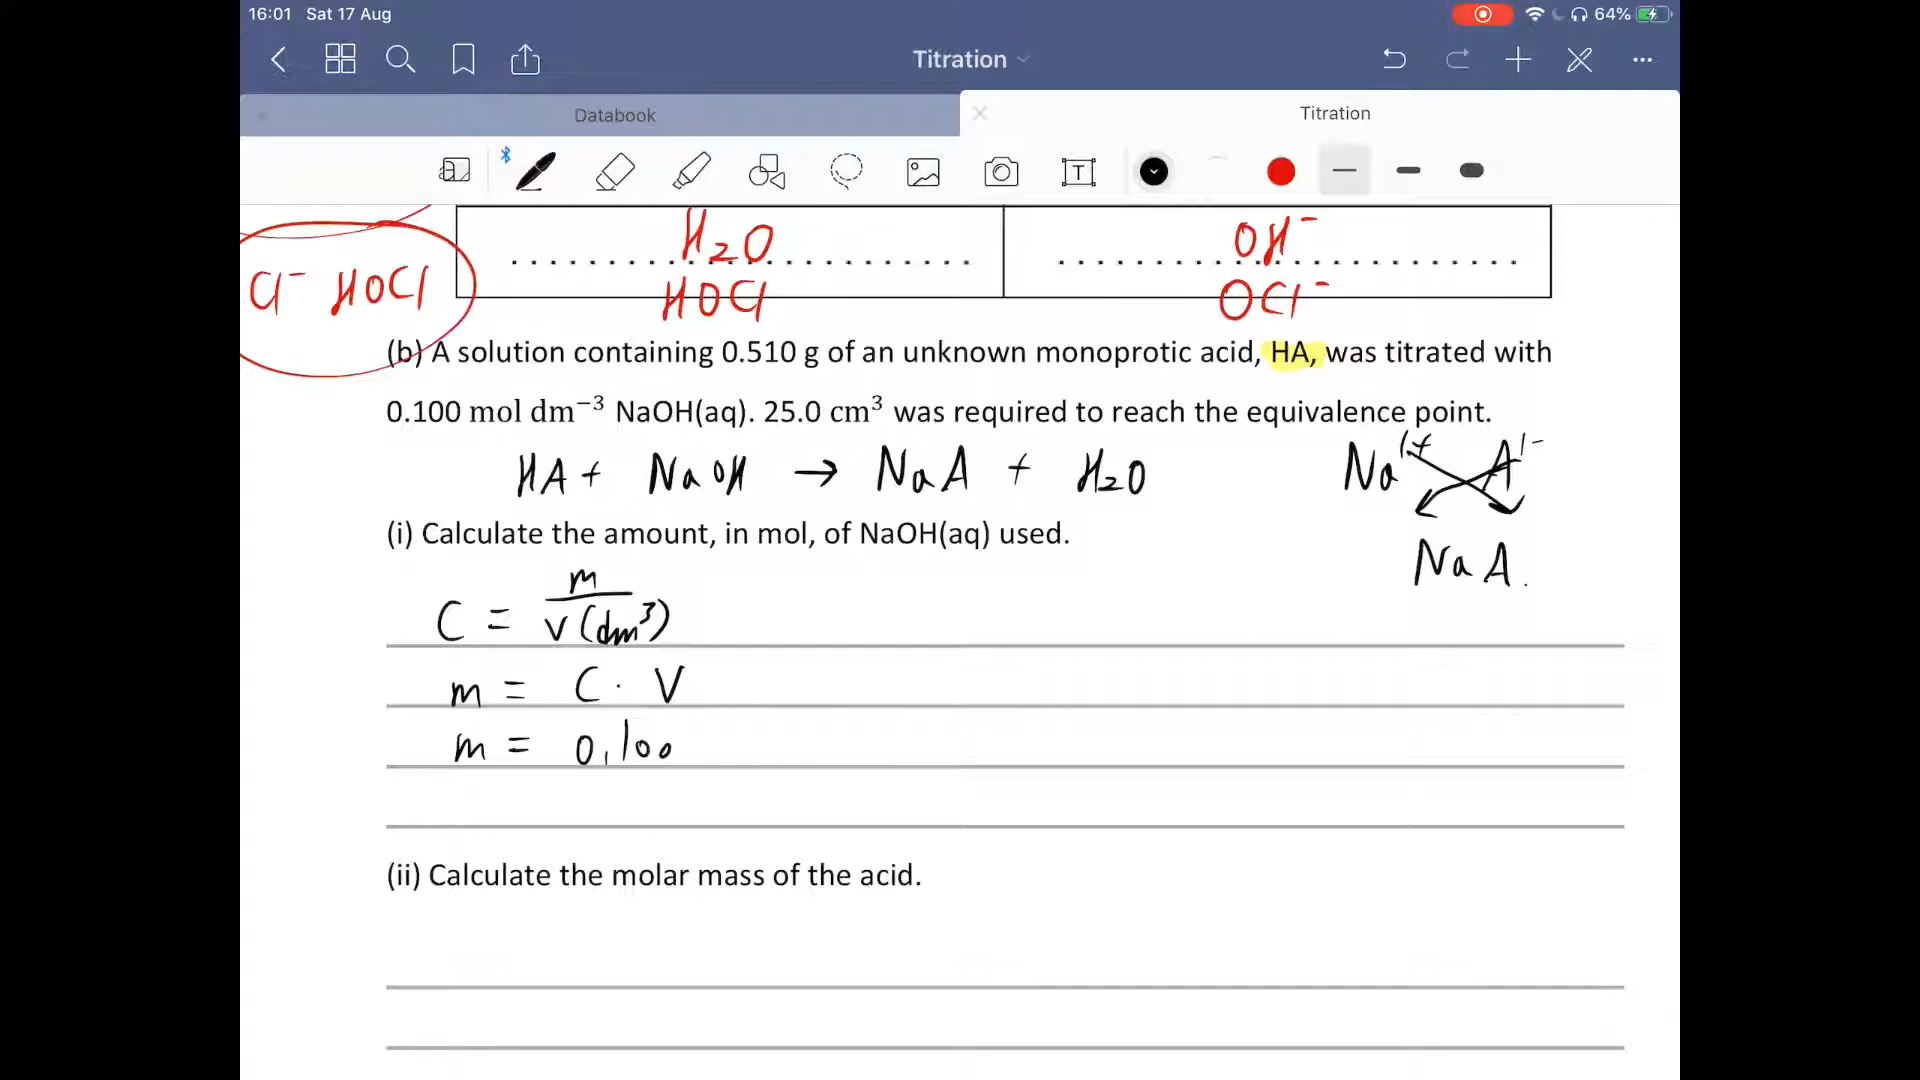 16:01 Sat 17 Aug
64%
Titration
Databook
Titration
T
H₂O
OH⁻
Cl⁻ HOCl
HOCl
OCl⁻
(b) A solution containing 0.510 g of an unknown monoprotic acid, HA, was titrated with
0.100 mol dm⁻³ NaOH(aq). 25.0 cm³ was required to reach the equivalence point.
HA + NaOH → NaA + H₂O
Na¹⁺ A¹⁻
(i) Calculate the amount, in mol, of NaOH(aq) used.
NaA.
C = m / V (dm³)
m = C · V
m = 0.100
(ii) Calculate the molar mass of the acid.